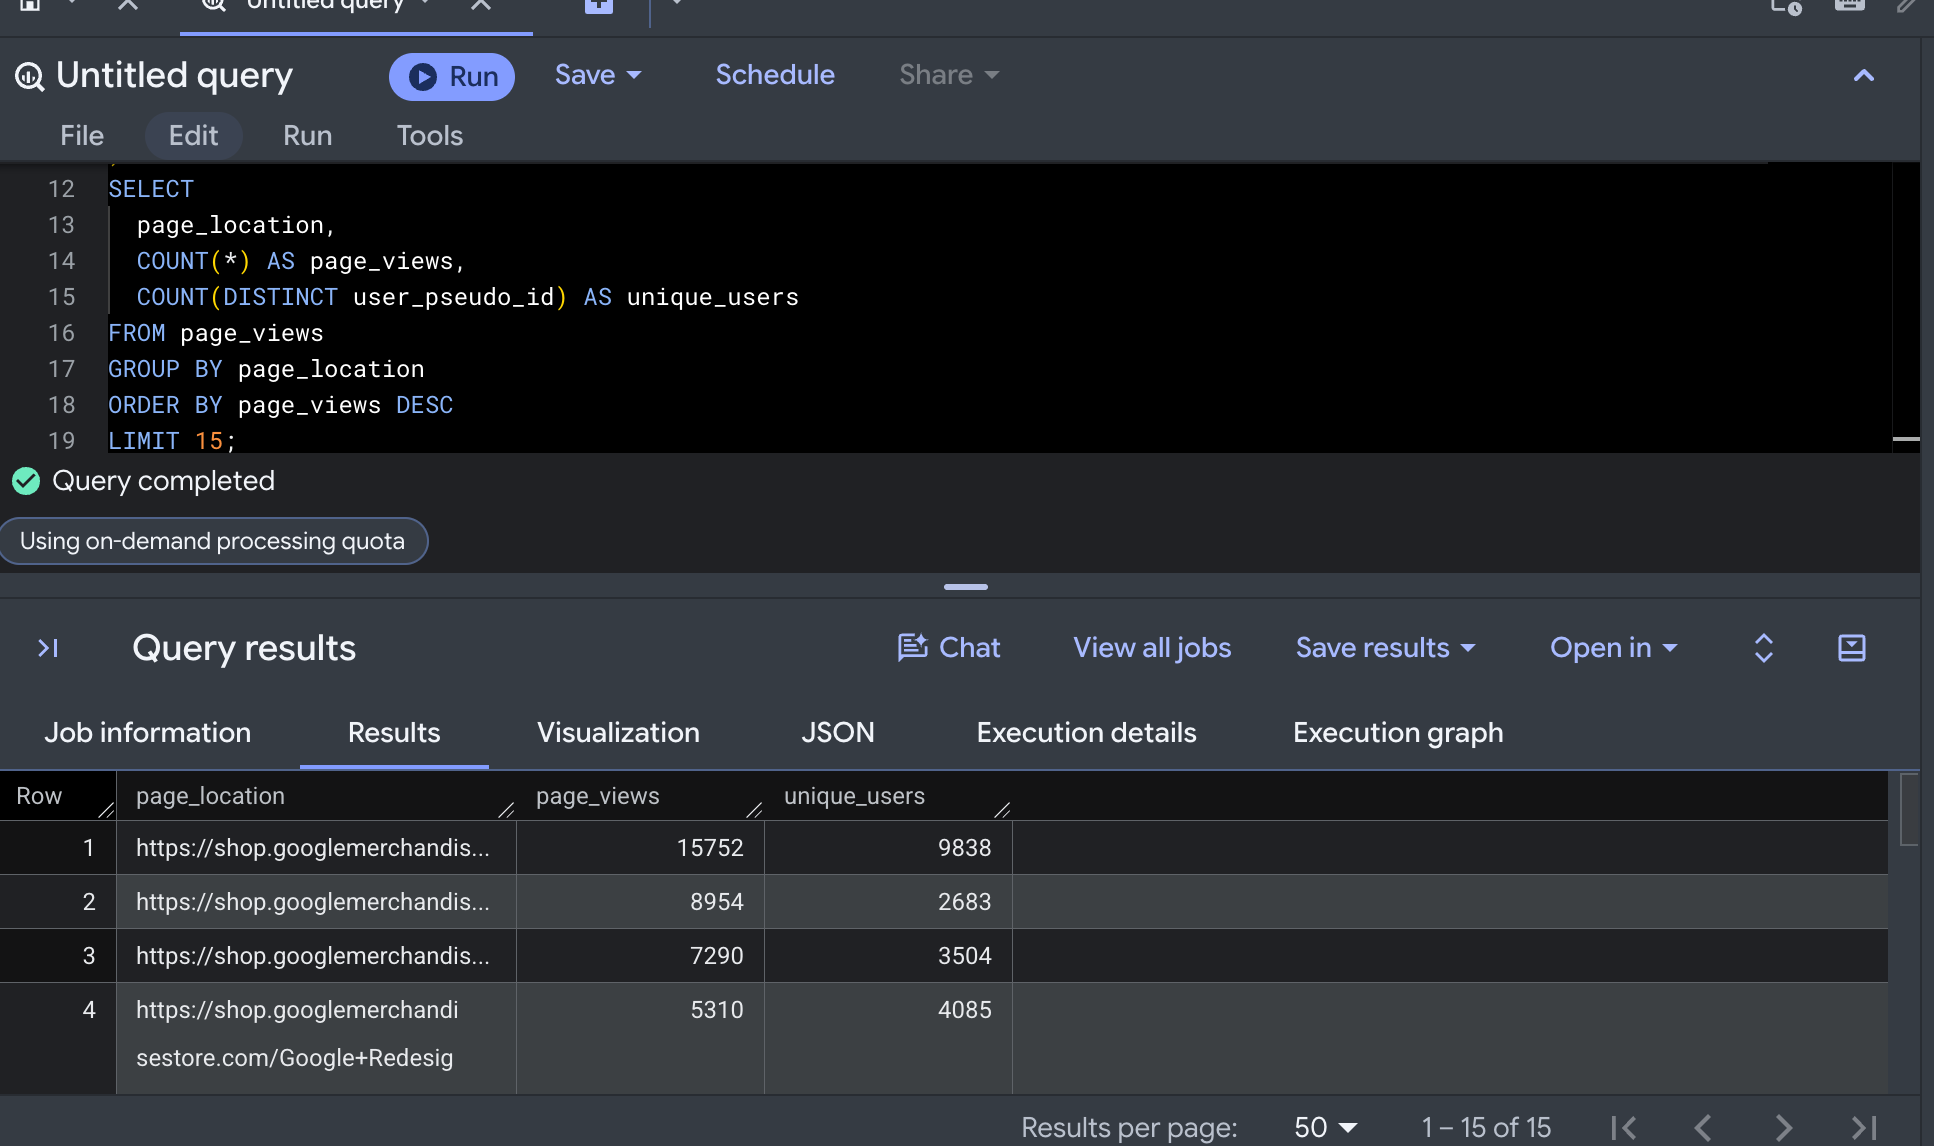 Untitled query
Untitled query
Run
Save
Schedule
Share
File
Edit
Run
Tools
12 SELECT
13 page_location,
14 COUNT(*) AS page_views,
15 COUNT(DISTINCT user_pseudo_id) AS unique_users
16 FROM page_views
17 GROUP BY page_location
18 ORDER BY page_views DESC
19 LIMIT 15;
Query completed
Using on-demand processing quota
Query results
Chat
View all jobs
Save results
Open in
Job information
Results
Visualization
JSON
Execution details
Execution graph
Row page_location page_views unique_users
1 https://shop.googlemerchandis... 15752 9838
2 https://shop.googlemerchandis... 8954 2683
3 https://shop.googlemerchandis... 7290 3504
4 https://shop.googlemerchandi 5310 4085
sestore.com/Google+Redesig
Results per page: 50 1 – 15 of 15